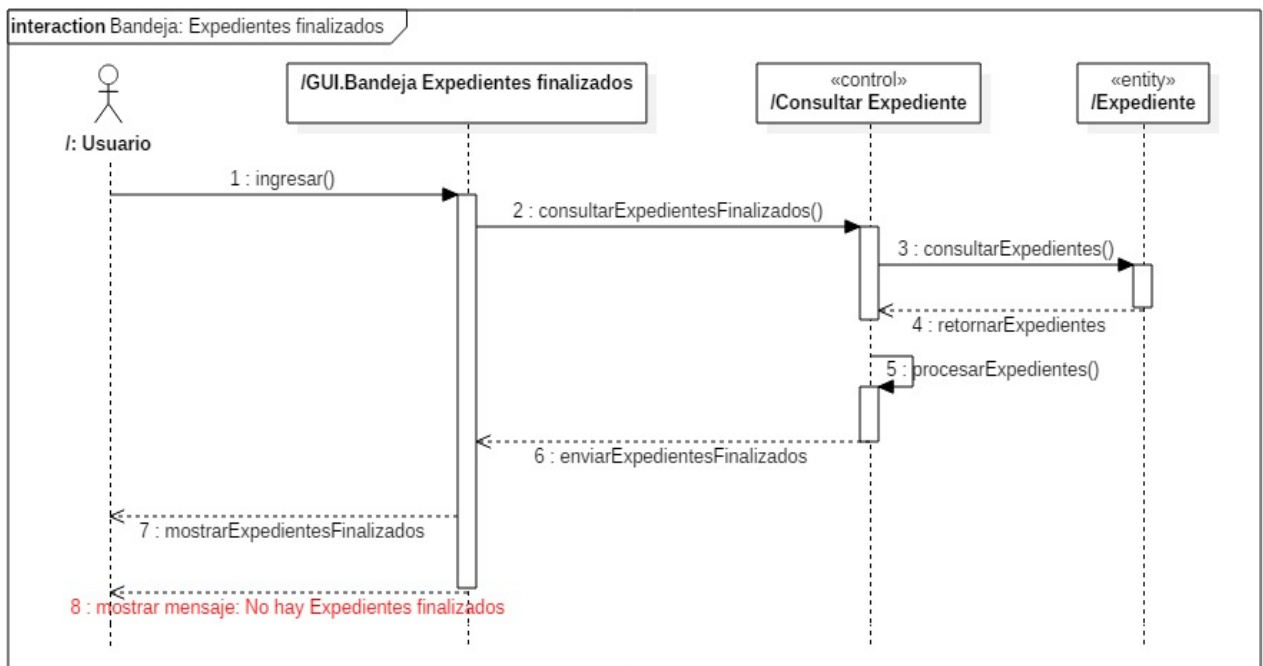 interaction Bandeja: Expedientes finalizados
/: Usuario
/GUI.Bandeja Expedientes finalizados
«control»
/Consultar Expediente
«entity»
/Expediente
1 : ingresar()
2 : consultarExpedientesFinalizados()
3 : consultarExpedientes()
4 : retornarExpedientes
5 : procesarExpedientes()
6 : enviarExpedientesFinalizados
7 : mostrarExpedientesFinalizados
8 : mostrar mensaje: No hay Expedientes finalizados